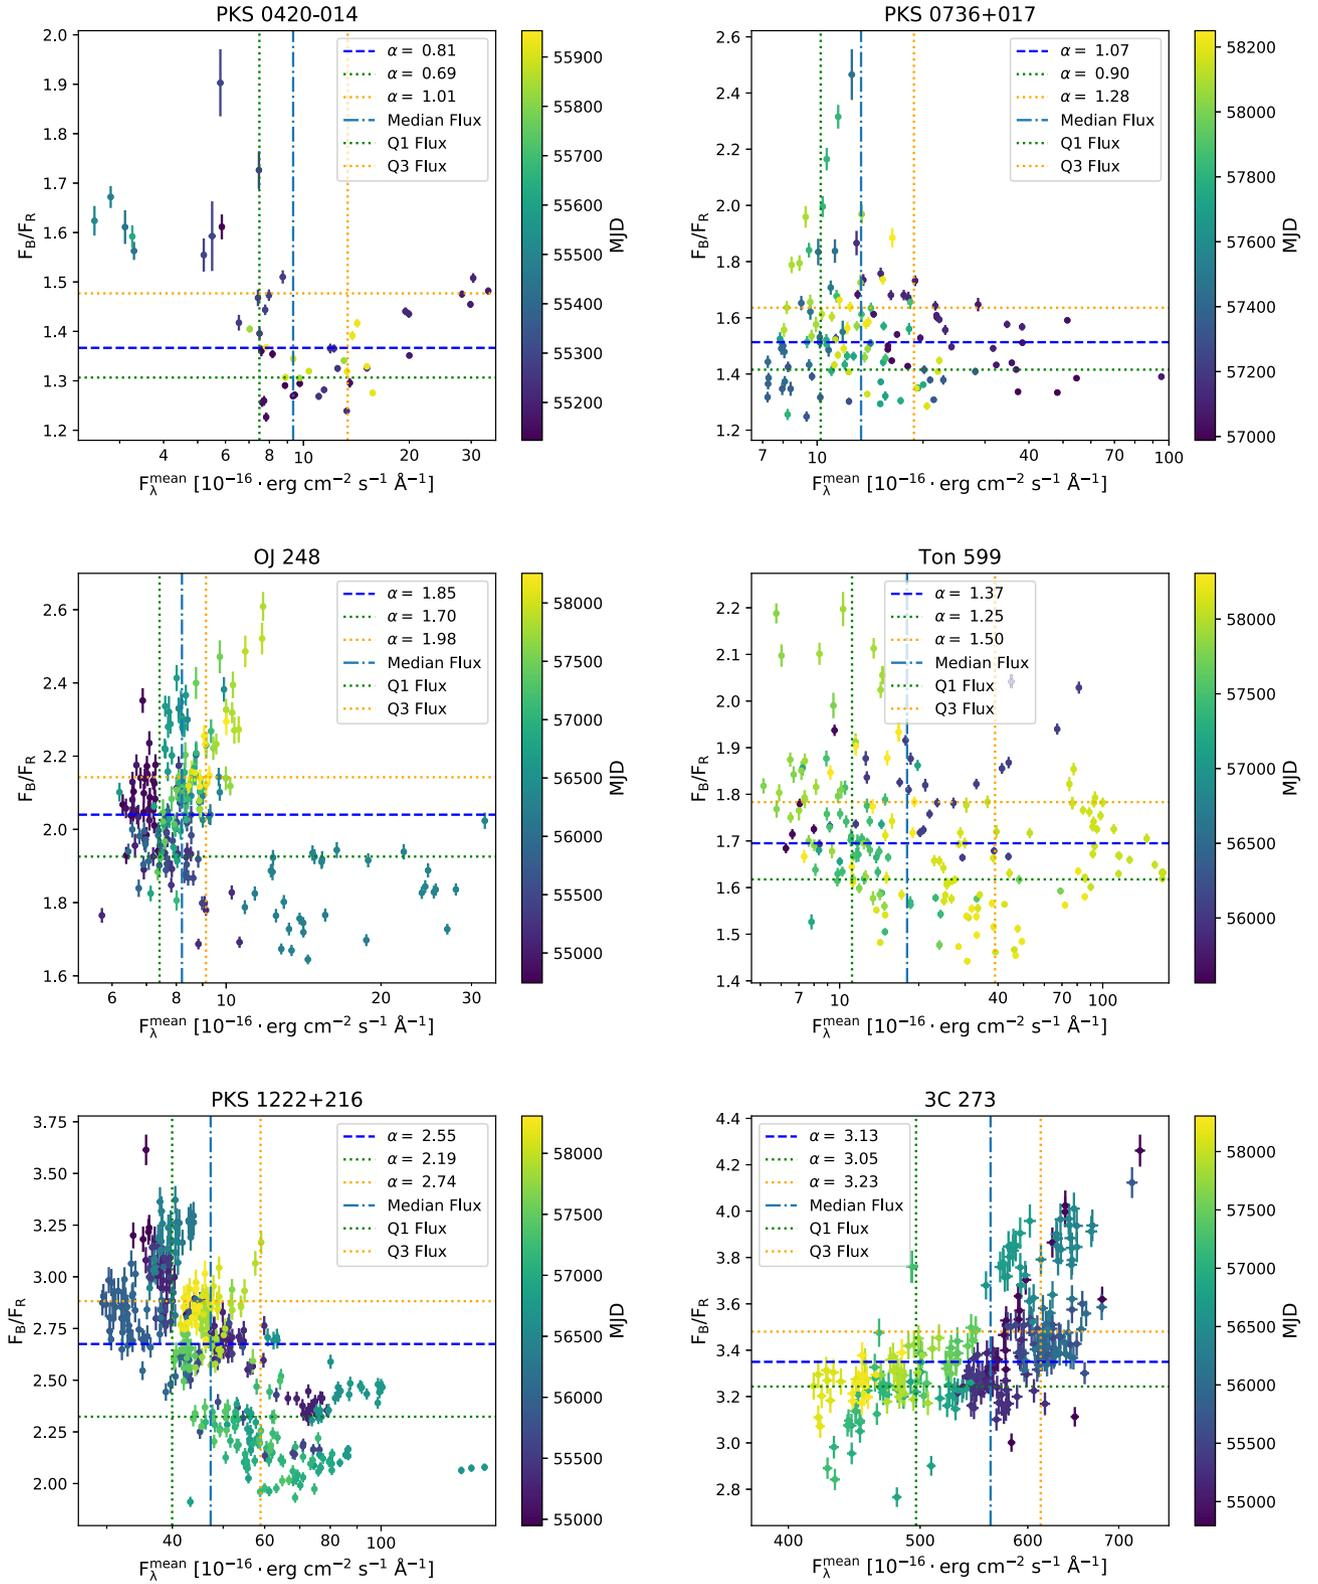 PKS 0420-014
F_B/F_R
2.0
1.9
1.8
1.7
1.6
1.5
1.4
1.3
1.2
α = 0.81
α = 0.69
α = 1.01
Median Flux
Q1 Flux
Q3 Flux
4 6 8 10 20 30
F_λ^mean [10^−16 · erg cm^−2 s^−1 Å^−1]
55900
55800
55700
55600
55500
55400
55300
55200
MJD
PKS 0736+017
F_B/F_R
2.6
2.4
2.2
2.0
1.8
1.6
1.4
1.2
α = 1.07
α = 0.90
α = 1.28
Median Flux
Q1 Flux
Q3 Flux
7 10 40 70 100
F_λ^mean [10^−16 · erg cm^−2 s^−1 Å^−1]
58200
58000
57800
57600
57400
57200
57000
MJD
OJ 248
F_B/F_R
2.6
2.4
2.2
2.0
1.8
1.6
α = 1.85
α = 1.70
α = 1.98
Median Flux
Q1 Flux
Q3 Flux
6 8 10 20 30
F_λ^mean [10^−16 · erg cm^−2 s^−1 Å^−1]
58000
57500
57000
56500
56000
55500
55000
MJD
Ton 599
F_B/F_R
2.2
2.1
2.0
1.9
1.8
1.7
1.6
1.5
1.4
α = 1.37
α = 1.25
α = 1.50
Median Flux
Q1 Flux
Q3 Flux
7 10 40 70 100
F_λ^mean [10^−16 · erg cm^−2 s^−1 Å^−1]
58000
57500
57000
56500
56000
MJD
PKS 1222+216
F_B/F_R
3.75
3.50
3.25
3.00
2.75
2.50
2.25
2.00
α = 2.55
α = 2.19
α = 2.74
Median Flux
Q1 Flux
Q3 Flux
40 60 80 100
F_λ^mean [10^−16 · erg cm^−2 s^−1 Å^−1]
58000
57500
57000
56500
56000
55500
55000
MJD
3C 273
F_B/F_R
4.4
4.2
4.0
3.8
3.6
3.4
3.2
3.0
2.8
α = 3.13
α = 3.05
α = 3.23
Median Flux
Q1 Flux
Q3 Flux
400 500 600 700
F_λ^mean [10^−16 · erg cm^−2 s^−1 Å^−1]
58000
57500
57000
56500
56000
55500
55000
MJD